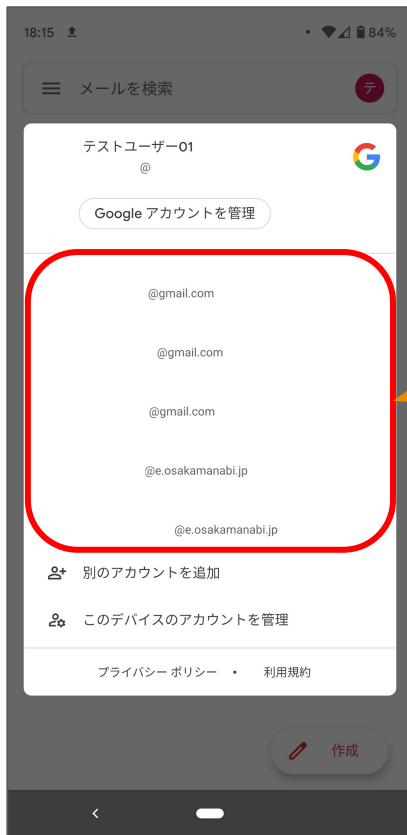 18:15 84%
メールを検索 テ
テストユーザー01
@
Google アカウントを管理
@gmail.com
@gmail.com
@gmail.com
@e.osakamanabi.jp
@e.osakamanabi.jp
別のアカウントを追加
このデバイスのアカウントを管理
プライバシー ポリシー • 利用規約
作成